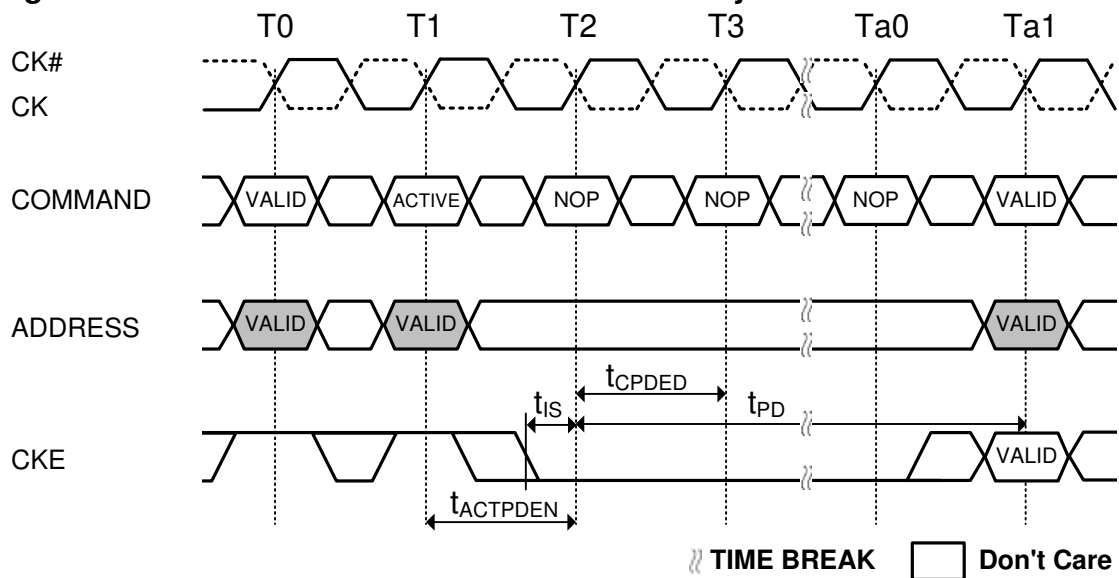 T0 T1 T2 T3 Ta0 Ta1
CK#
CK
COMMAND VALID ACTIVE NOP NOP NOP VALID
ADDRESS VALID VALID VALID
tCPDED
tIS tPD
CKE VALID
tACTPDEN
TIME BREAK Don't Care